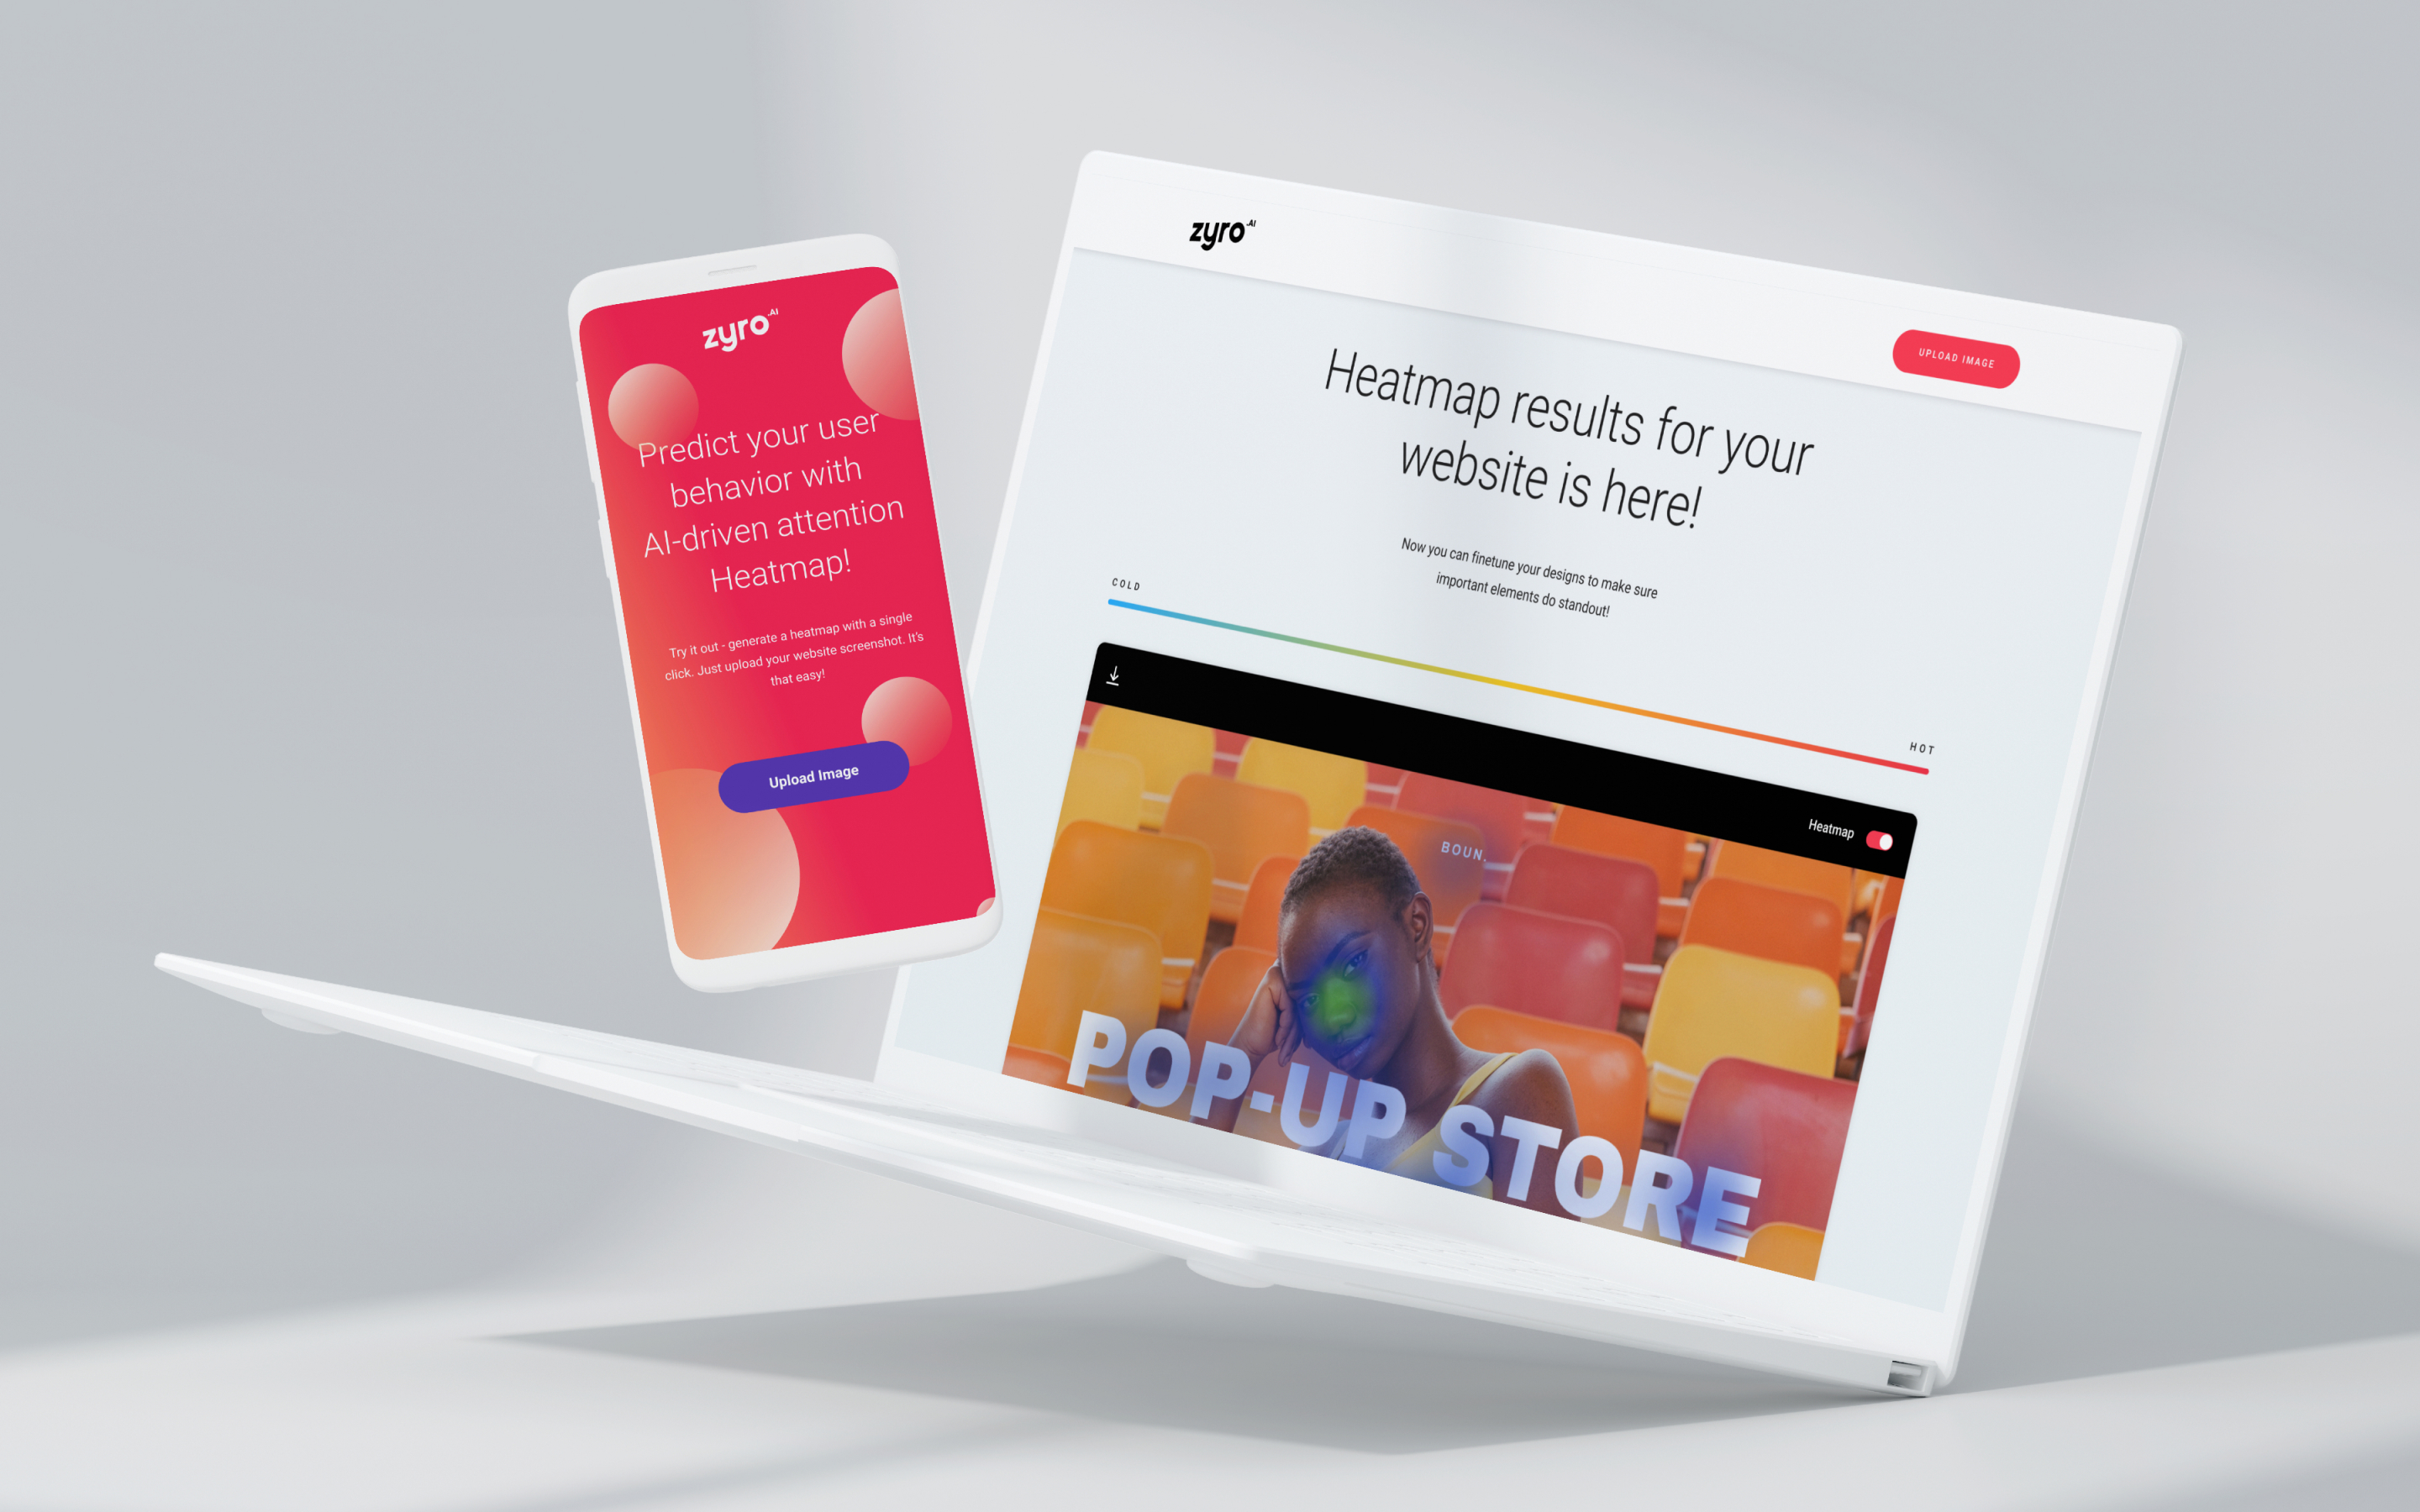 zyro.AI
Predict your user
behavior with
AI-driven attention
Heatmap!
Try it out - generate a heatmap with a single
click. Just upload your website screenshot. It's
that easy!
Upload Image
zyro.AI
UPLOAD IMAGE
Heatmap results for your
website is here!
Now you can finetune your designs to make sure
important elements do standout!
COLD
HOT
Heatmap
BOUN.
POP-UP STORE